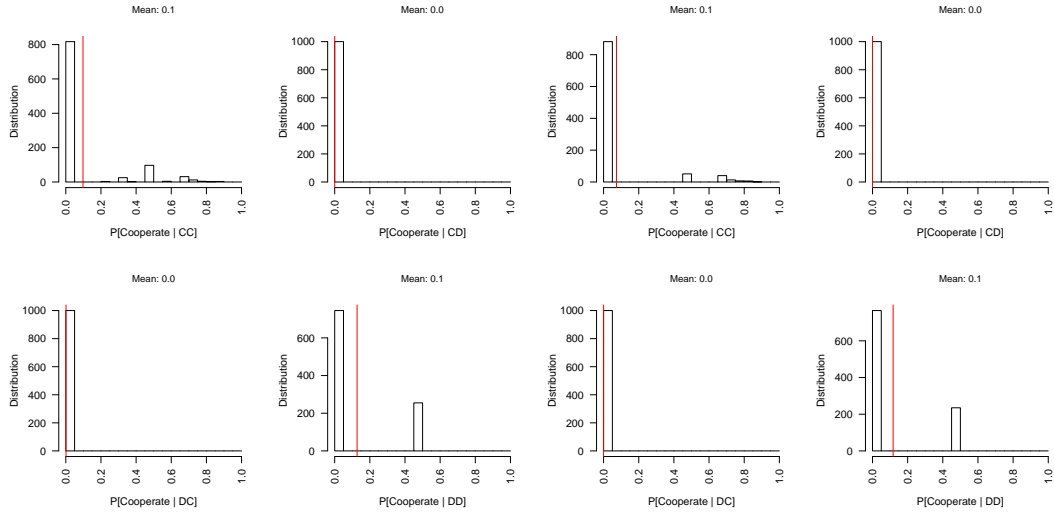 Mean: 0.1
Distribution
800
600
400
200
0
0.0 0.2 0.4 0.6 0.8 1.0
P[Cooperate | CC]
Mean: 0.0
Distribution
1000
800
600
400
200
0
0.0 0.2 0.4 0.6 0.8 1.0
P[Cooperate | CD]
Mean: 0.1
Distribution
800
600
400
200
0
0.0 0.2 0.4 0.6 0.8 1.0
P[Cooperate | CC]
Mean: 0.0
Distribution
1000
800
600
400
200
0
0.0 0.2 0.4 0.6 0.8 1.0
P[Cooperate | CD]
Mean: 0.0
Distribution
1000
800
600
400
200
0
0.0 0.2 0.4 0.6 0.8 1.0
P[Cooperate | DC]
Mean: 0.1
Distribution
600
400
200
0
0.0 0.2 0.4 0.6 0.8 1.0
P[Cooperate | DD]
Mean: 0.0
Distribution
1000
800
600
400
200
0
0.0 0.2 0.4 0.6 0.8 1.0
P[Cooperate | DC]
Mean: 0.1
Distribution
600
400
200
0
0.0 0.2 0.4 0.6 0.8 1.0
P[Cooperate | DD]